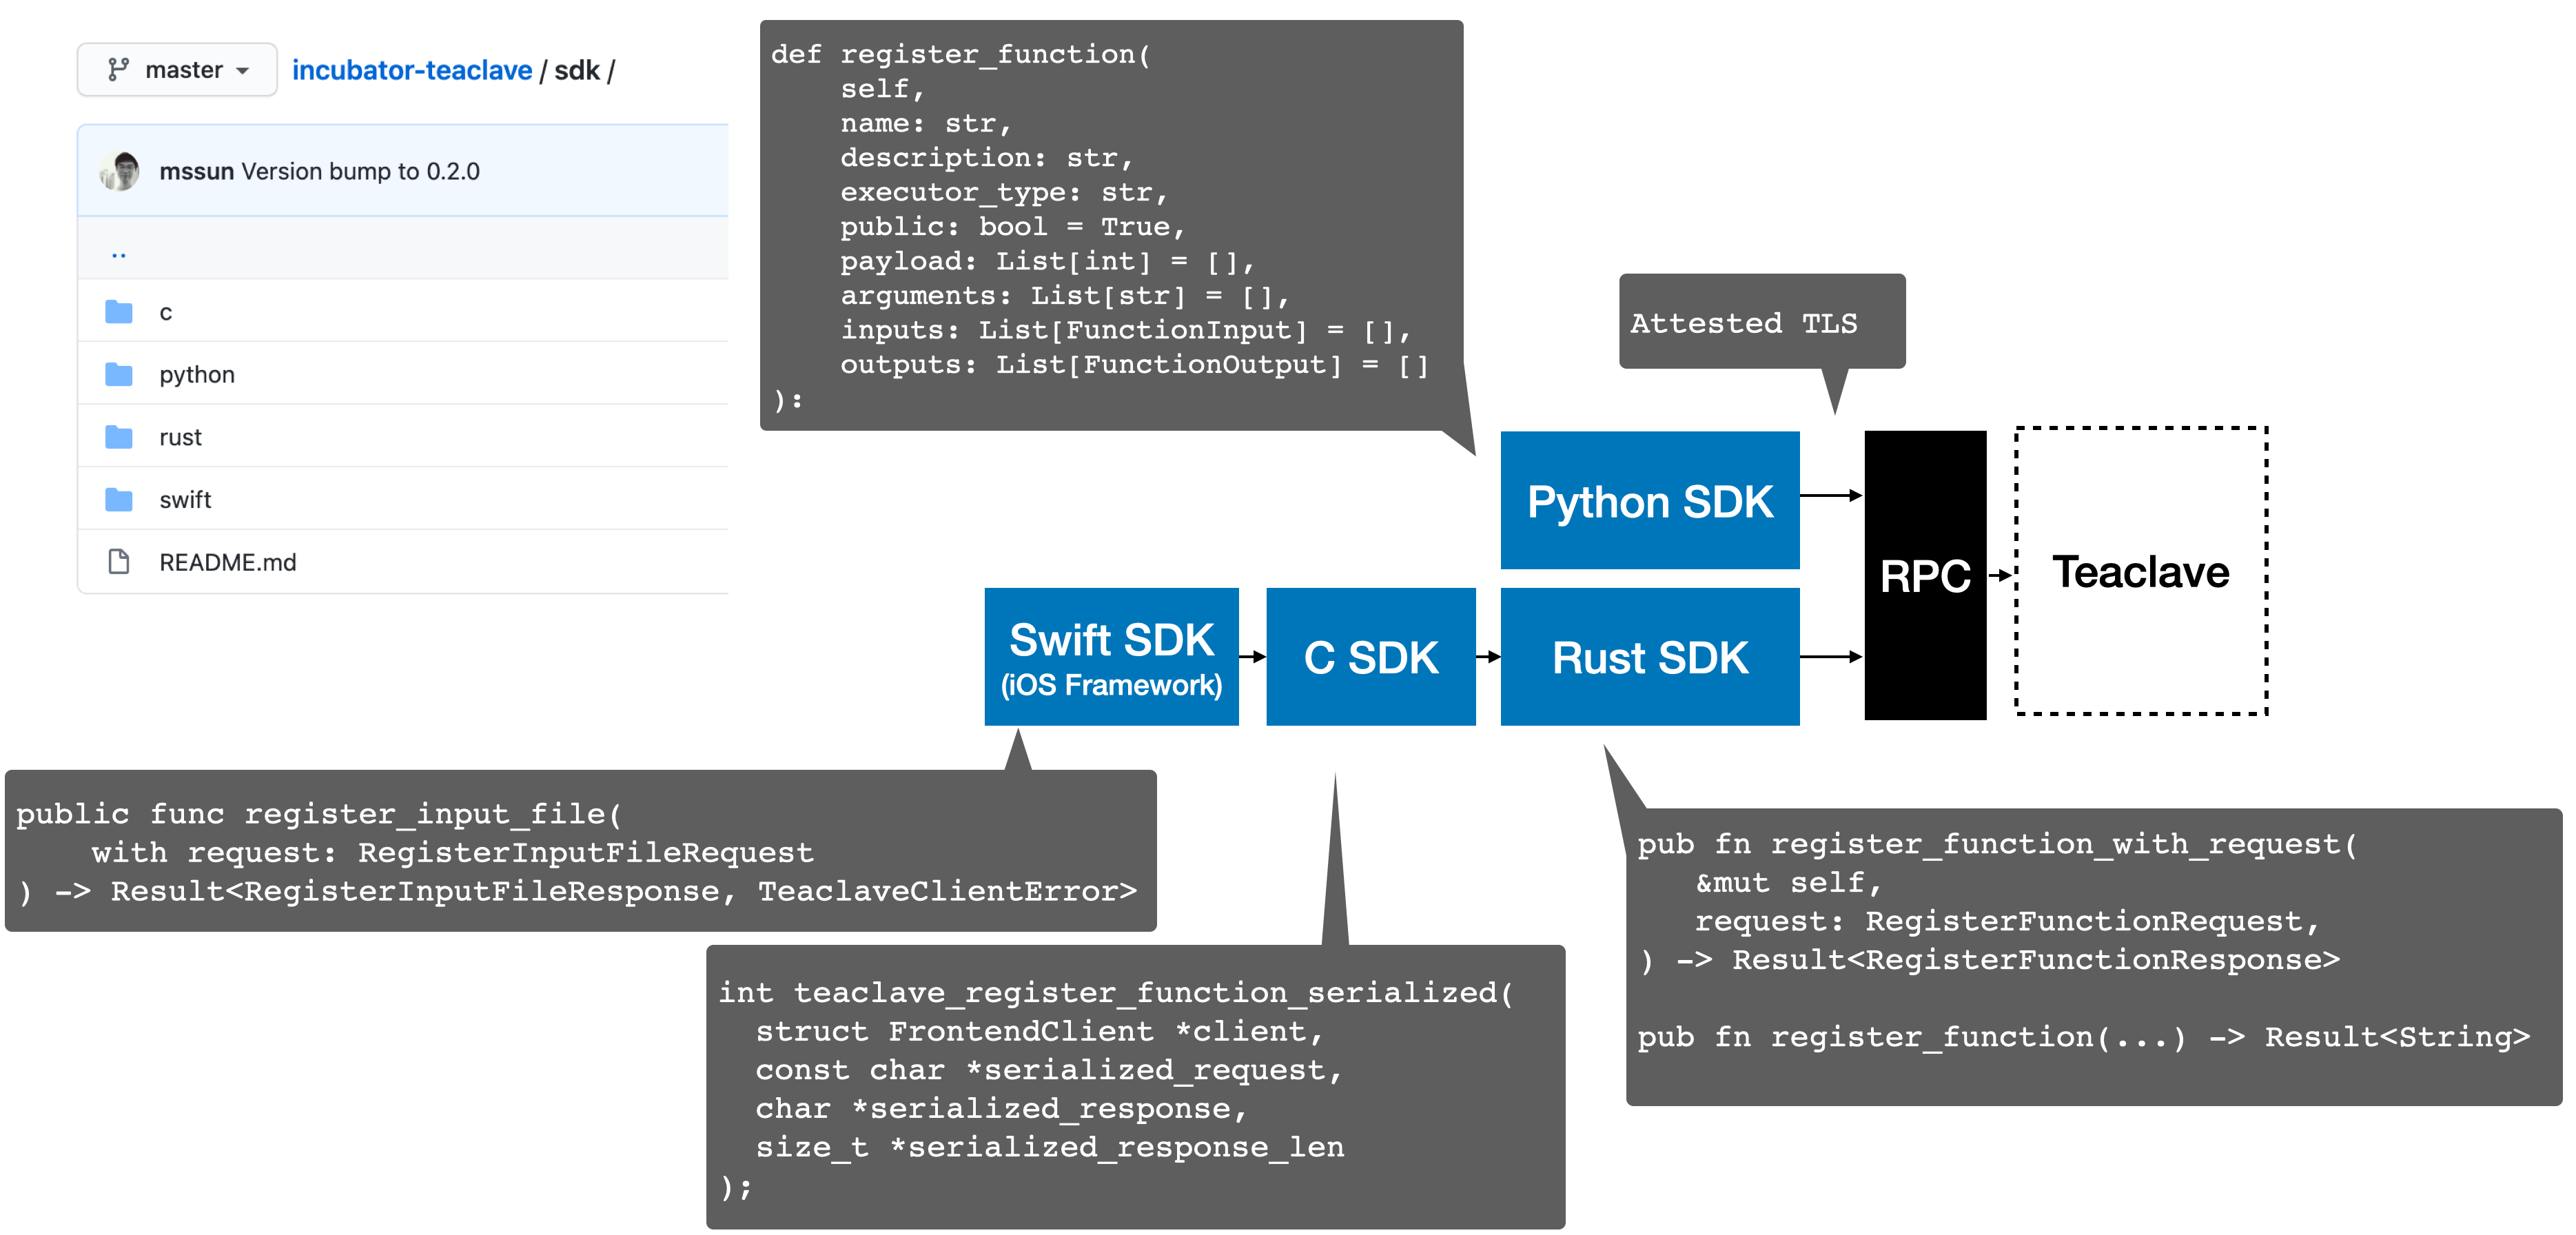 master
incubator-teaclave / sdk /
mssun Version bump to 0.2.0
..
c
python
rust
swift
README.md
def register_function(
    self,
    name: str,
    description: str,
    executor_type: str,
    public: bool = True,
    payload: List[int] = [],
    arguments: List[str] = [],
    inputs: List[FunctionInput] = [],
    outputs: List[FunctionOutput] = []
):
Attested TLS
Python SDK
RPC
Teaclave
Swift SDK
(iOS Framework)
C SDK
Rust SDK
public func register_input_file(
    with request: RegisterInputFileRequest
) -> Result<RegisterInputFileResponse, TeaclaveClientError>
int teaclave_register_function_serialized(
  struct FrontendClient *client,
  const char *serialized_request,
  char *serialized_response,
  size_t *serialized_response_len
);
pub fn register_function_with_request(
   &mut self,
   request: RegisterFunctionRequest,
) -> Result<RegisterFunctionResponse>
pub fn register_function(...) -> Result<String>